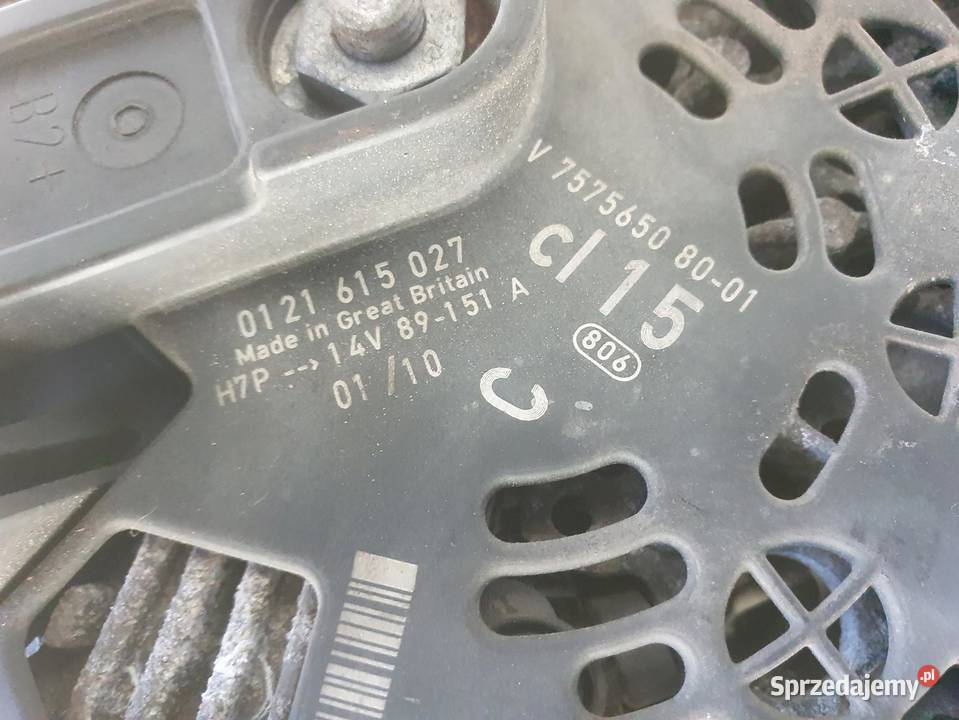 B2+
0121 615 027
Made in Great Britain
H7P --→ 14V 89-151 A
01/10
V 7575650 80-01
cl 15
806
C
Sprzedajemy.pl